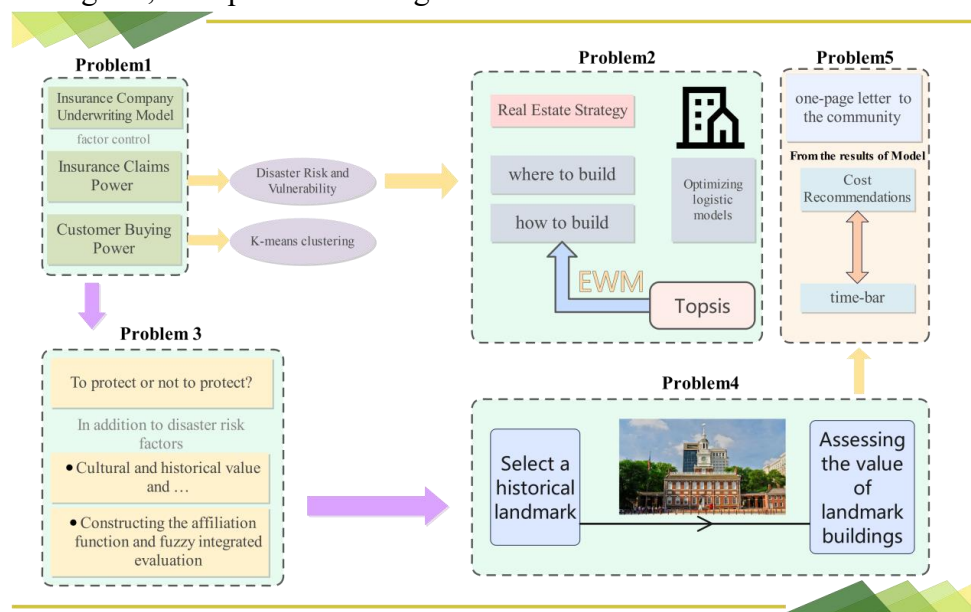 Problem1
Insurance Company
Underwriting Model
factor control
Insurance Claims
Power
Customer Buying
Power
Disaster Risk and
Vulnerability
K-means clustering
Problem2
Real Estate Strategy
where to build
how to build
Optimizing
logistic
models
EWM
Topsis
Problem5
one-page letter to
the community
From the results of Model
Cost
Recommendations
time-bar
Problem 3
To protect or not to protect?
In addition to disaster risk
factors
● Cultural and historical value
and …
● Constructing the affiliation
function and fuzzy integrated
evaluation
Problem4
Select a
historical
landmark
Assessing
the value
of
landmark
buildings